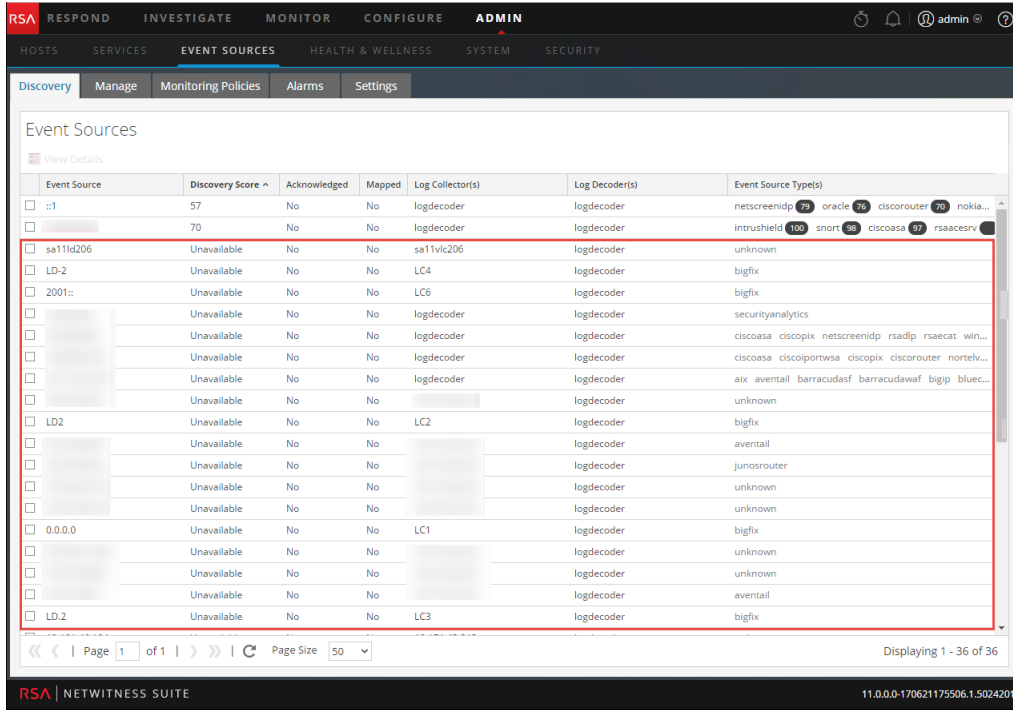 RSA RESPOND INVESTIGATE MONITOR CONFIGURE ADMIN admin ?
HOSTS SERVICES EVENT SOURCES HEALTH & WELLNESS SYSTEM SECURITY
Discovery Manage Monitoring Policies Alarms Settings
Event Sources
View Details
Event Source Discovery Score Acknowledged Mapped Log Collector(s) Log Decoder(s) Event Source Type(s)
::1 57 No No logdecoder logdecoder netscreenidp 79 oracle 76 ciscorouter 70 nokia...
70 No No logdecoder logdecoder intrushield 100 snort 98 ciscoasa 97 rsaacesrv
sa11ld206 Unavailable No No sa11vlc206 logdecoder unknown
LD-2 Unavailable No No LC4 logdecoder bigfix
2001:: Unavailable No No LC6 logdecoder bigfix
Unavailable No No logdecoder logdecoder securityanalytics
Unavailable No No logdecoder logdecoder ciscoasa ciscopix netscreenidp rsadlp rsaecat win...
Unavailable No No logdecoder logdecoder ciscoasa ciscoiportwsa ciscopix ciscorouter nortelv...
Unavailable No No logdecoder logdecoder aix aventail barracudasf barracudawaf bigip bluec...
Unavailable No No logdecoder unknown
LD2 Unavailable No No LC2 logdecoder bigfix
Unavailable No No logdecoder aventail
Unavailable No No logdecoder junosrouter
Unavailable No No logdecoder unknown
Unavailable No No logdecoder unknown
0.0.0.0 Unavailable No No LC1 logdecoder bigfix
Unavailable No No logdecoder unknown
Unavailable No No logdecoder unknown
Unavailable No No logdecoder aventail
LD.2 Unavailable No No LC3 logdecoder bigfix
Page 1 of 1 Page Size 50 Displaying 1 - 36 of 36
RSA NETWITNESS SUITE 11.0.0.0-170621175506.1.5024201